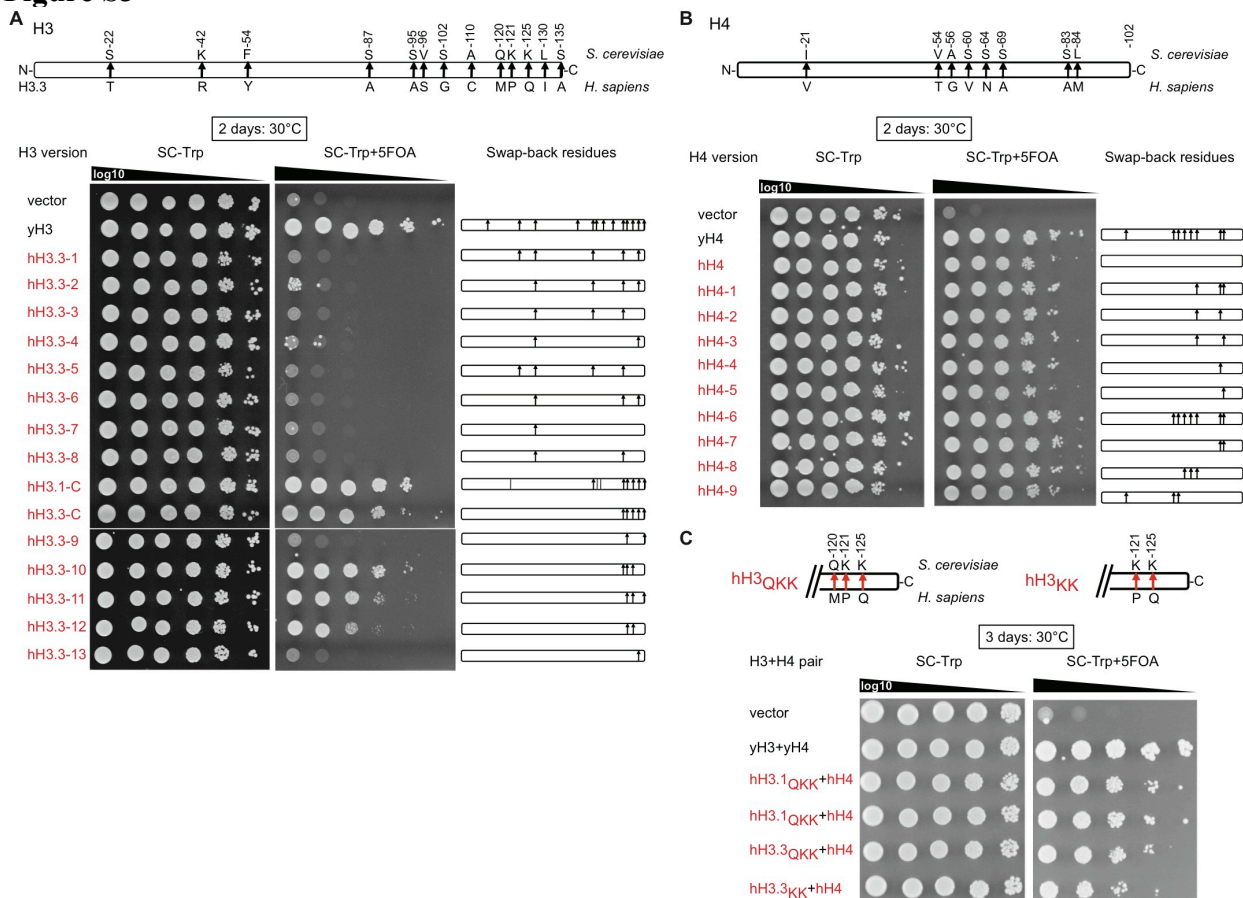 A
H3
S-22 K-42 F-54 S-87 S-95 V-96 S-102 A-110 Q-120 K-121 K-125 L-130 S-135
S. cerevisiae
N- -C
H3.3 T R Y A A S G C M P Q I A H. sapiens
2 days: 30°C
H3 version SC-Trp SC-Trp+5FOA Swap-back residues
log10
vector
yH3
hH3.3-1
hH3.3-2
hH3.3-3
hH3.3-4
hH3.3-5
hH3.3-6
hH3.3-7
hH3.3-8
hH3.1-C
hH3.3-C
hH3.3-9
hH3.3-10
hH3.3-11
hH3.3-12
hH3.3-13
B
H4
I-21 V-54 A-56 S-60 S-64 S-69 S-83 L-84 -102
S. cerevisiae
N- -C
V T G V N A A M H. sapiens
2 days: 30°C
H4 version SC-Trp SC-Trp+5FOA Swap-back residues
log10
vector
yH4
hH4
hH4-1
hH4-2
hH4-3
hH4-4
hH4-5
hH4-6
hH4-7
hH4-8
hH4-9
C
Q-120 K-121 K-125 S. cerevisiae K-121 K-125
hH3QKK -C hH3KK -C
M P Q H. sapiens P Q
3 days: 30°C
H3+H4 pair SC-Trp SC-Trp+5FOA
log10
vector
yH3+yH4
hH3.1QKK+hH4
hH3.1QKK+hH4
hH3.3QKK+hH4
hH3.3KK+hH4